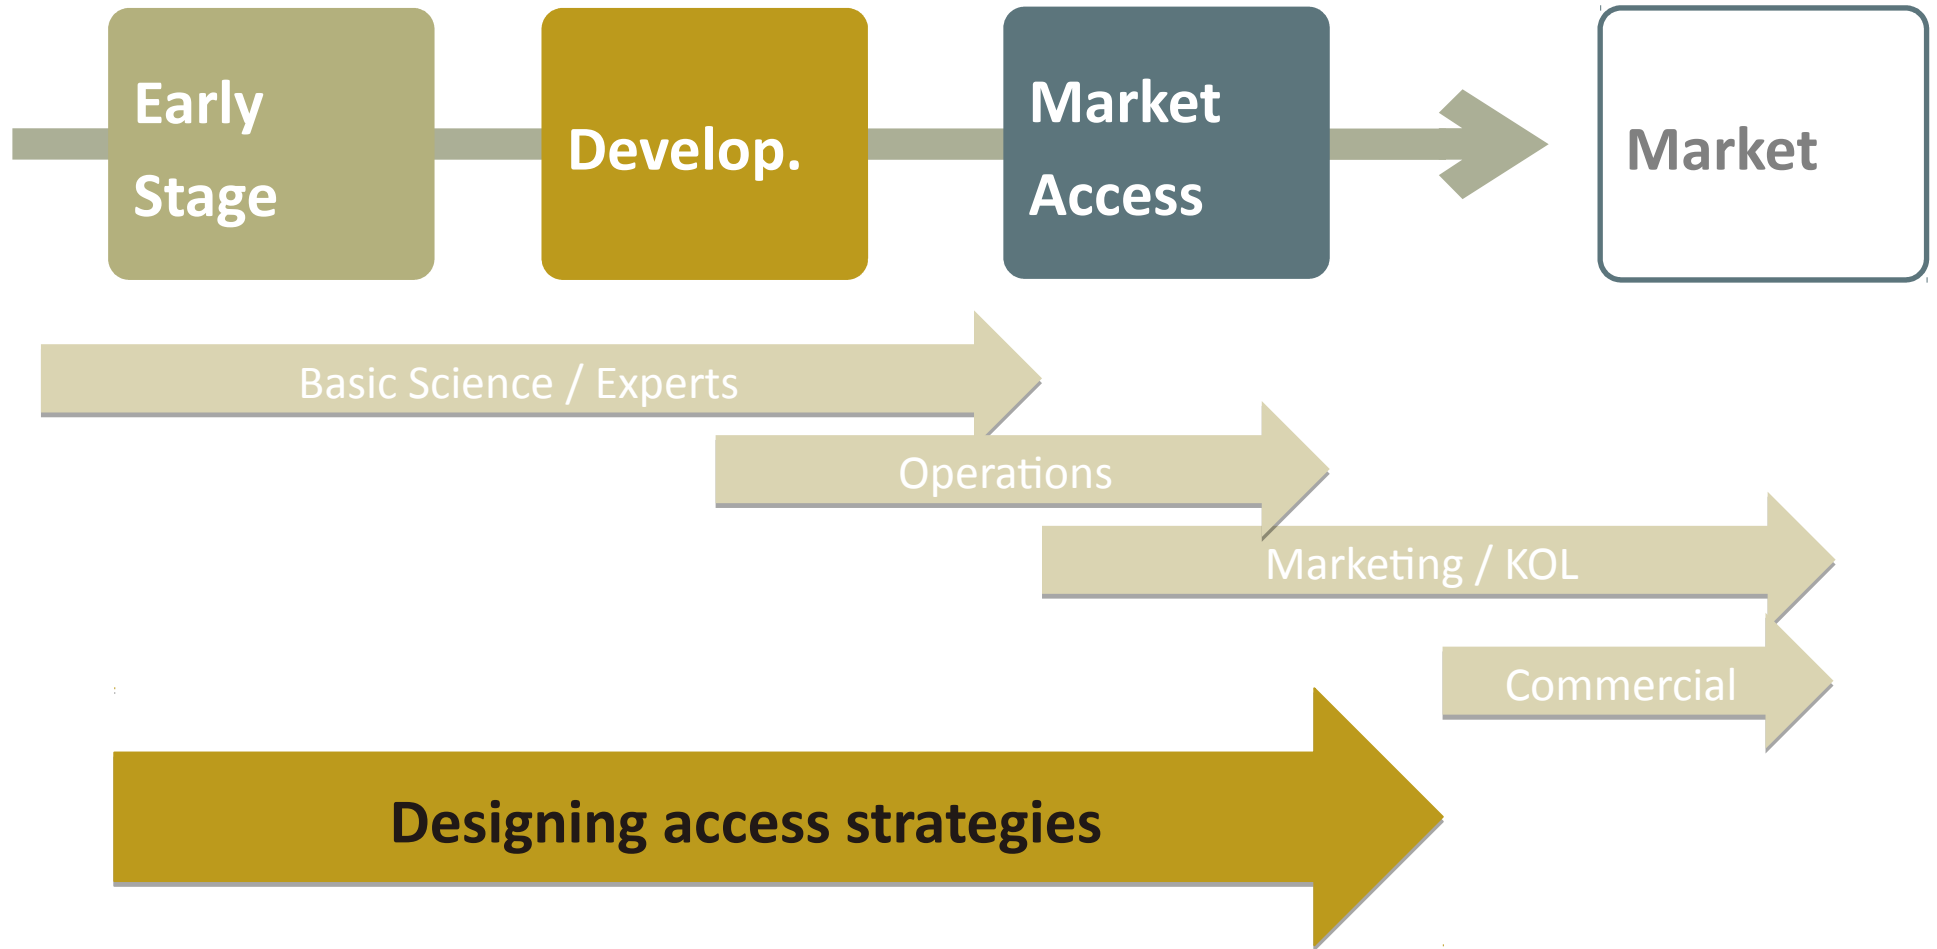 Early
Stage
Develop.
Market
Access
Market
Basic Science / Experts
Operations
Marketing / KOL
Commercial
Designing access strategies